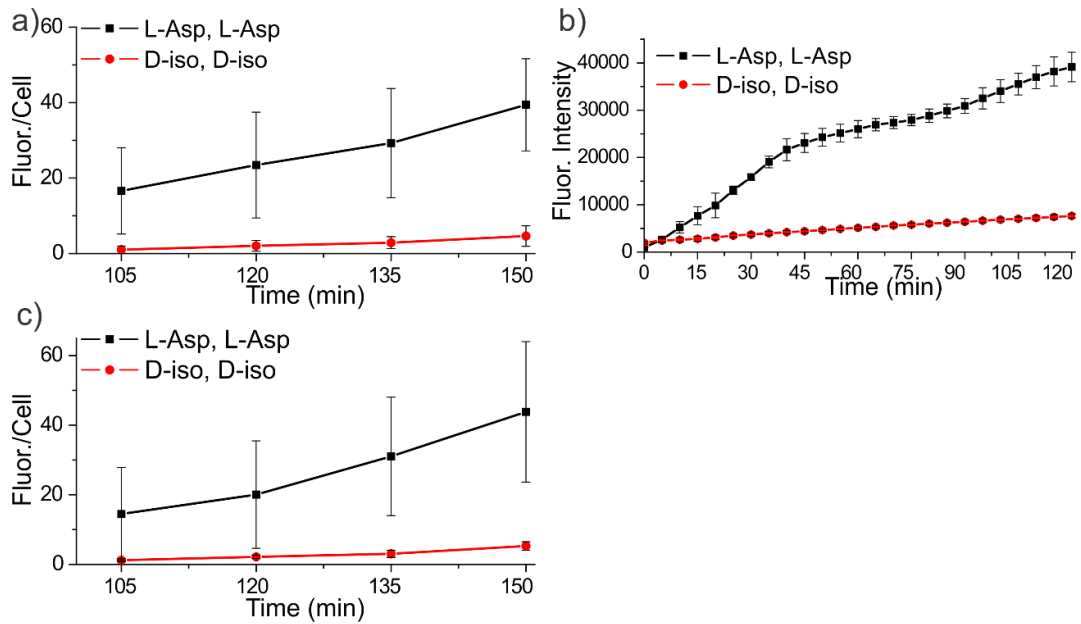 a)
60
40
20
0
Fluor./Cell
L-Asp, L-Asp
D-iso, D-iso
105 120 135 150
Time (min)
b)
40000
30000
20000
10000
0
Fluor. Intensity
L-Asp, L-Asp
D-iso, D-iso
0 15 30 45 60 75 90 105 120
Time (min)
c)
60
40
20
0
Fluor./Cell
L-Asp, L-Asp
D-iso, D-iso
105 120 135 150
Time (min)